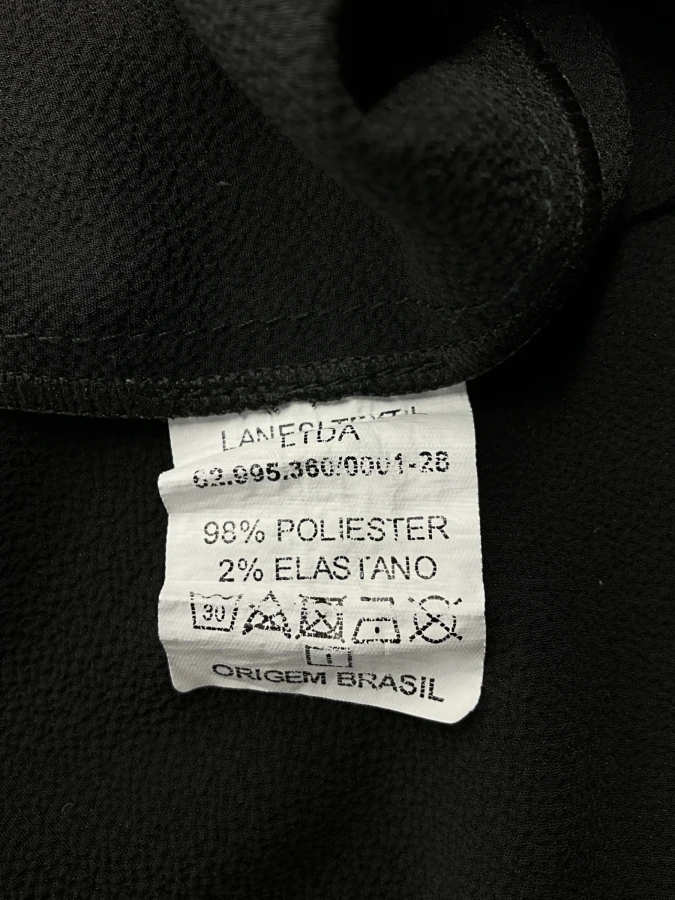 62.995.360/0001-28
98% POLIESTER
2% ELASTANO
30
ORIGEM BRASIL